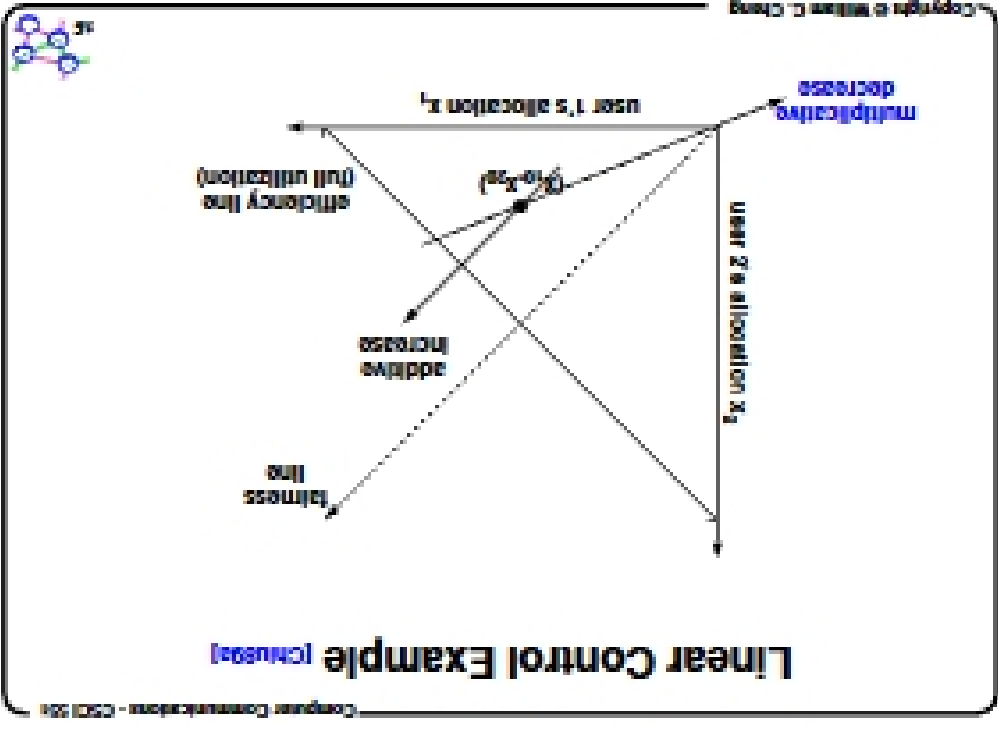 Computer Communications - CSCI 551
Linear Control Example [Chiu89a]
fairness
line
user 2's allocation x₂
additive
increase
efficiency line
(full utilization)
(x₁₀,x₂₀)
user 1's allocation x₁
multiplicative
decrease
Copyright © William C. Cheng